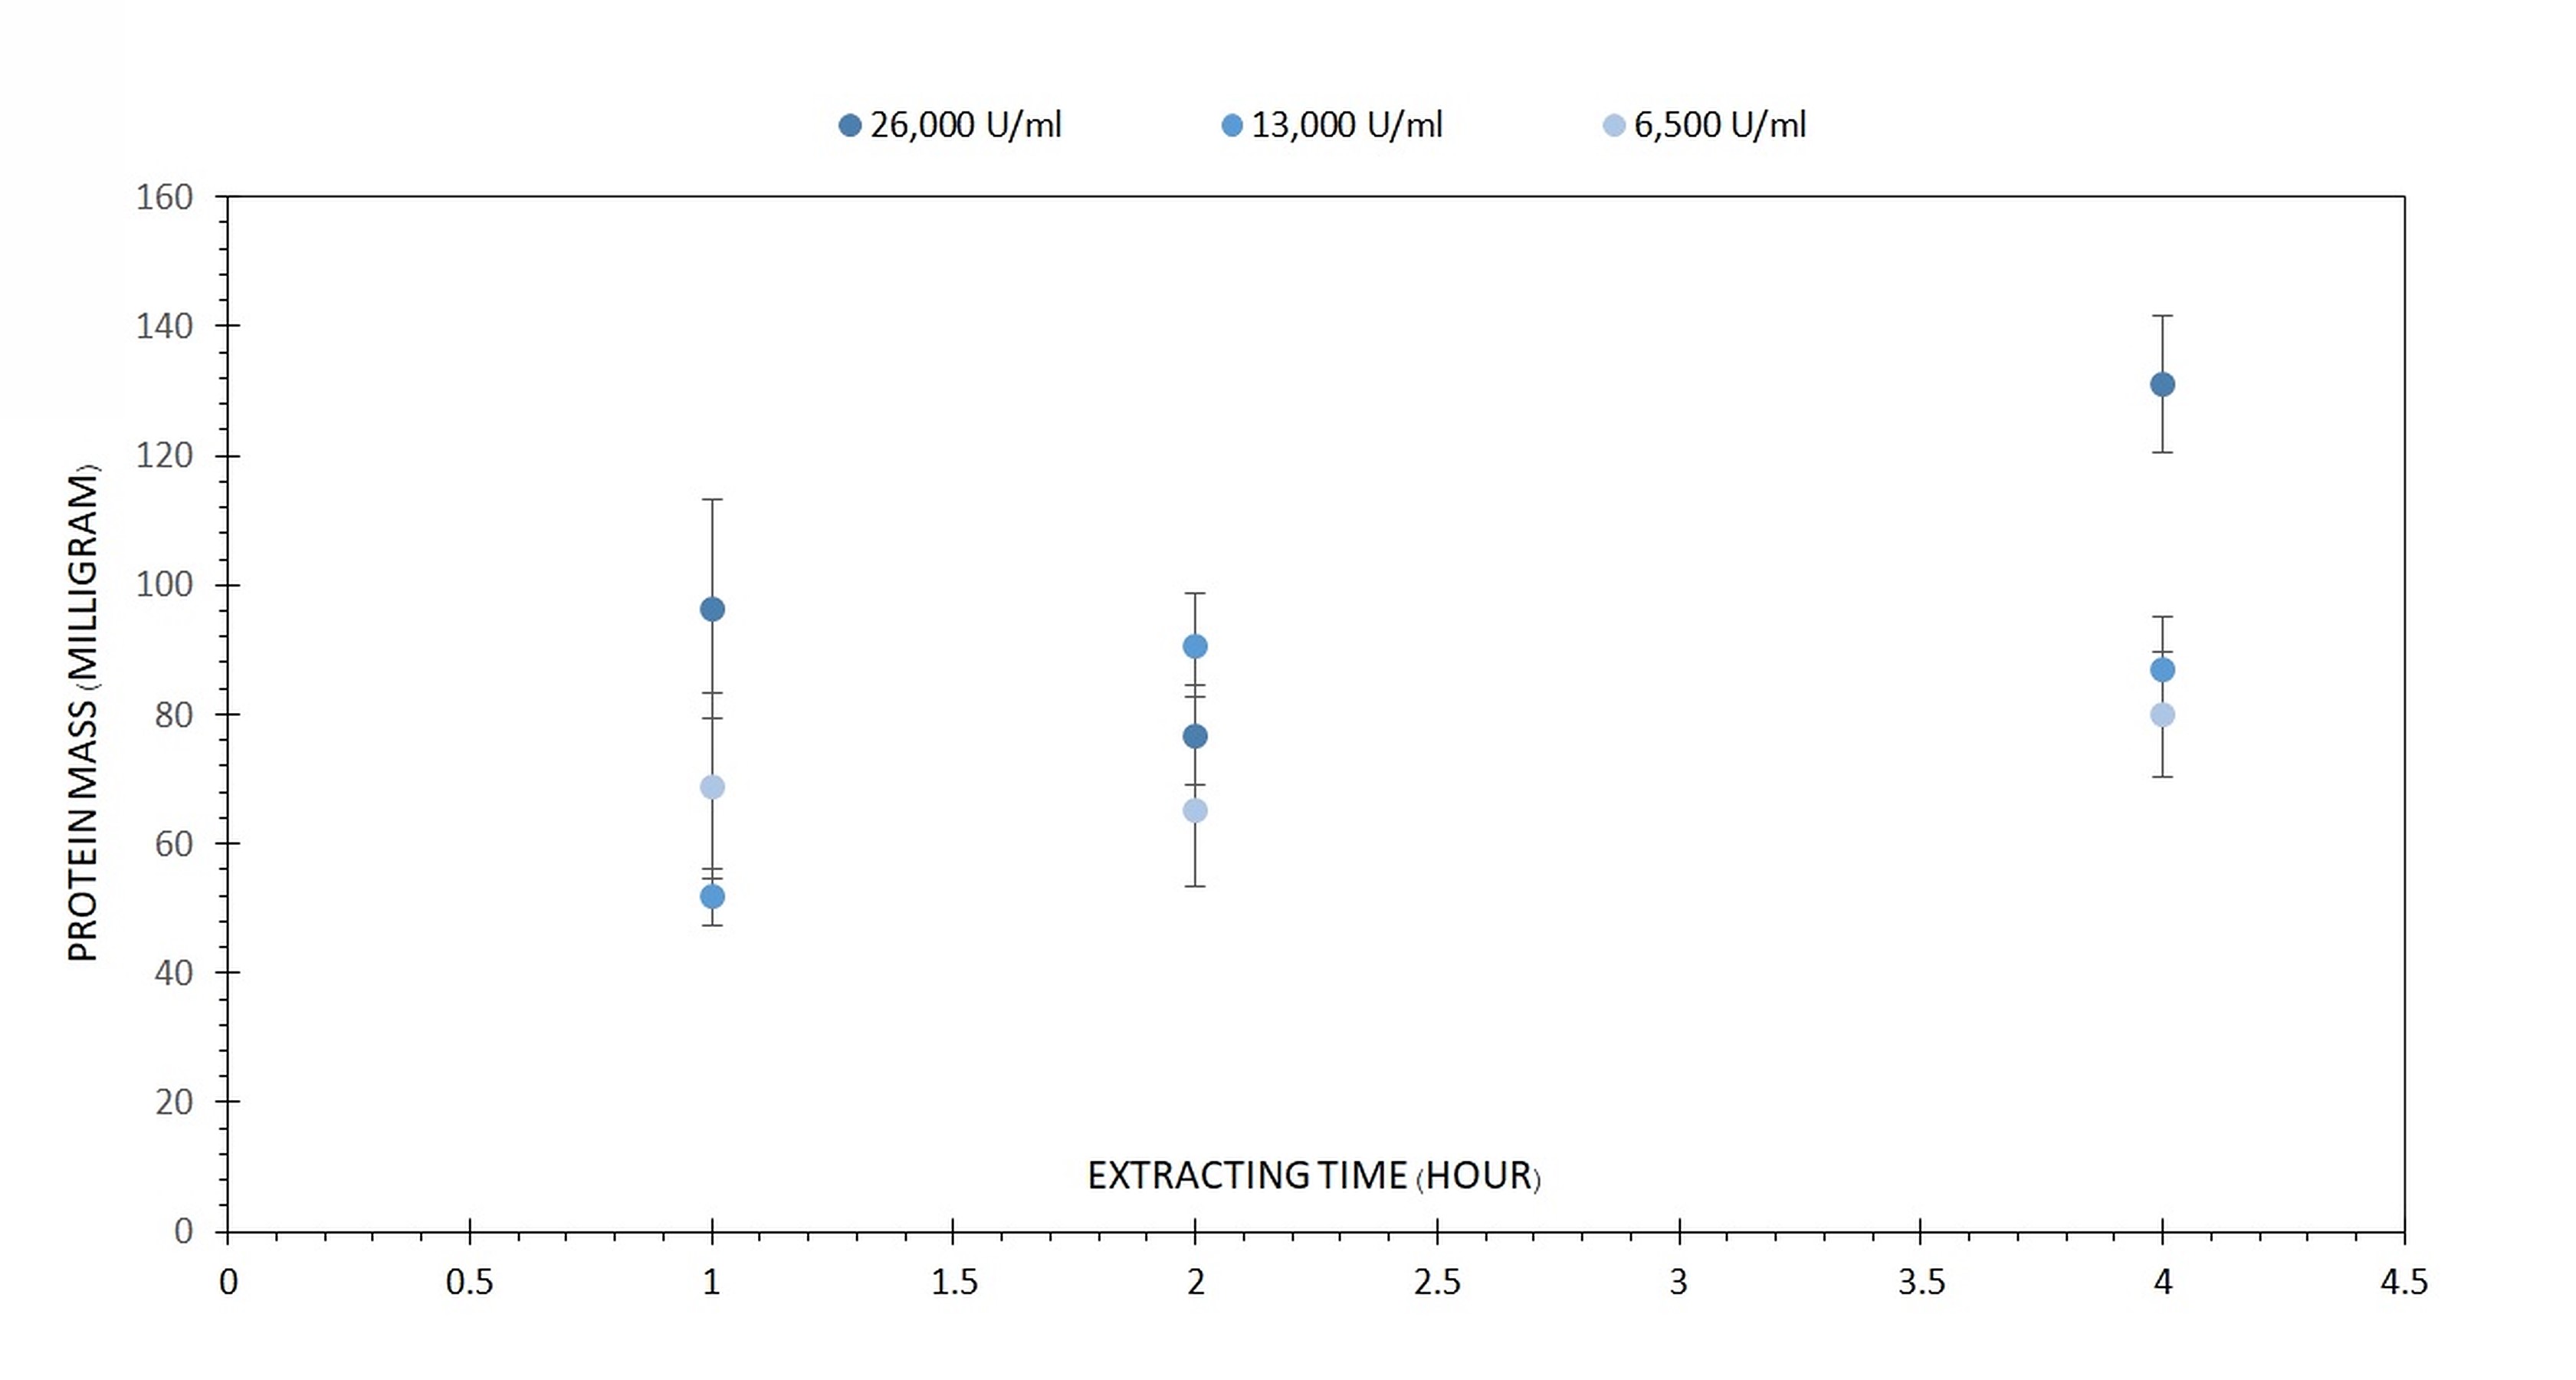 26,000 U/ml 13,000 U/ml 6,500 U/ml
160
140
120
100
80
60
40
20
0
PROTEIN MASS (MILLIGRAM)
EXTRACTING TIME (HOUR)
0 0.5 1 1.5 2 2.5 3 3.5 4 4.5